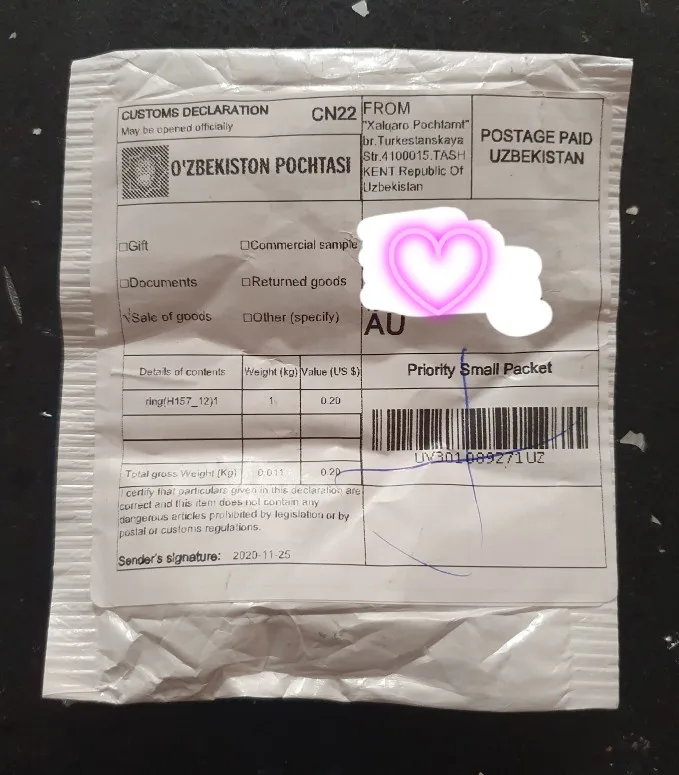 CUSTOMS DECLARATION CN22
May be opened officially
O'ZBEKISTON POCHTASI
FROM
"Xalqaro Pochtamt"
br.Turkestanskaya
Str.4100015.TASH
KENT Republic Of
Uzbekistan
POSTAGE PAID
UZBEKISTAN
☐Gift ☐Commercial sample
☐Documents ☐Returned goods
√Sale of goods ☐Other (specify)
AU
Details of contents Weight (kg) Value (US $)
ring(H157_12)1 1 0.20
Total gross Weight (Kg) 0.011 0.20
I certify that particulars given in this declaration are
correct and this item does not contain any
dangerous articles prohibited by legislation or by
postal or customs regulations.
Sender's signature: 2020-11-25
Priority Small Packet
UV301089271UZ